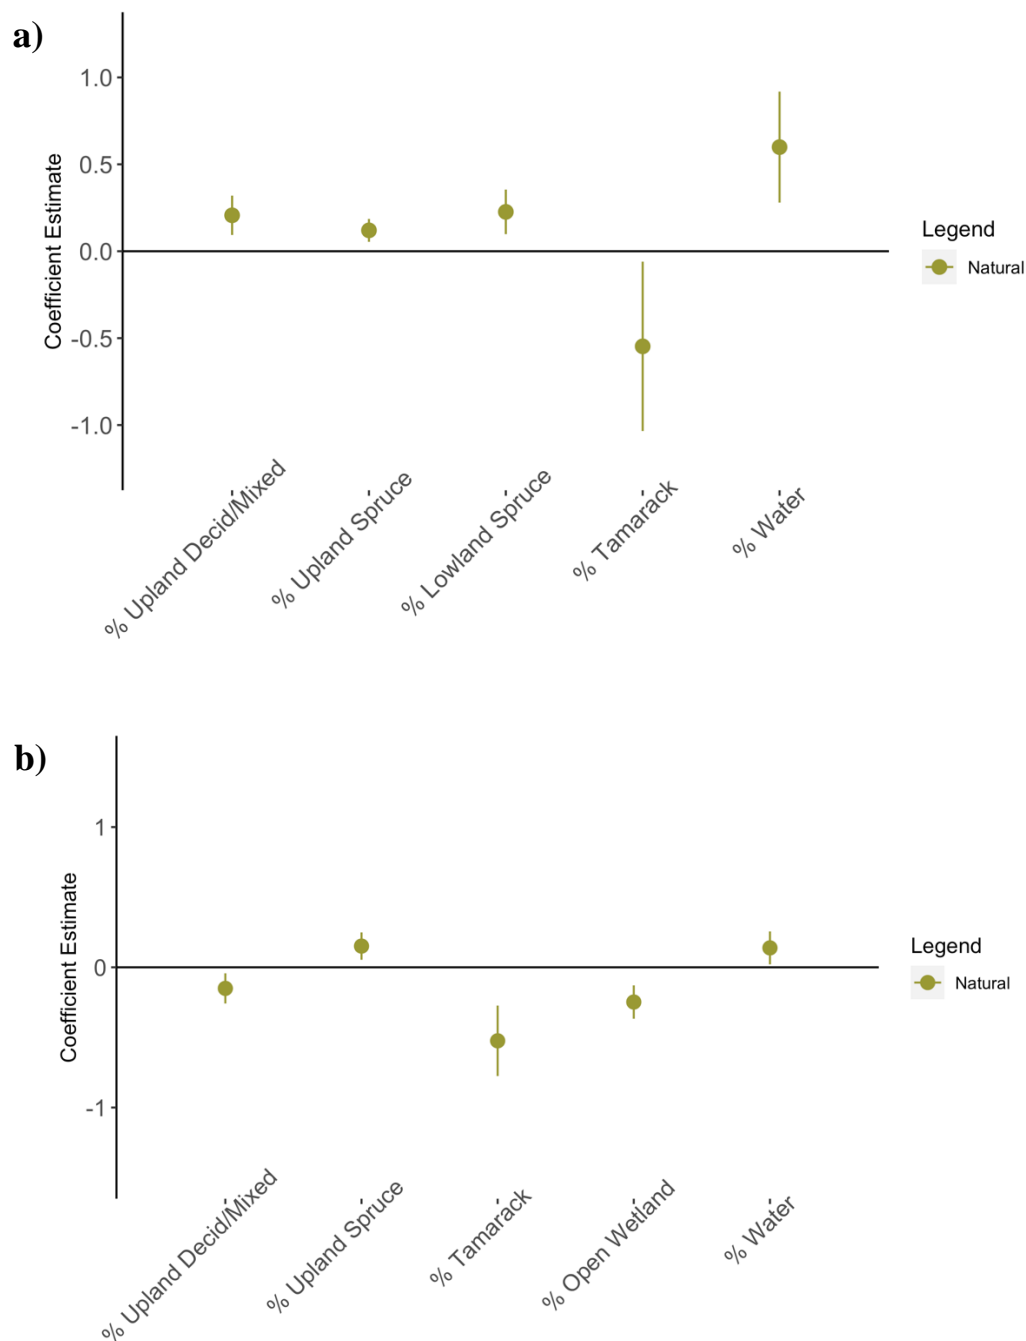 a)
1.0
0.5
0.0
-0.5
-1.0
Coefficient Estimate
% Upland Decid/Mixed
% Upland Spruce
% Lowland Spruce
% Tamarack
% Water
Legend
Natural
b)
1
0
-1
Coefficient Estimate
% Upland Decid/Mixed
% Upland Spruce
% Tamarack
% Open Wetland
% Water
Legend
Natural